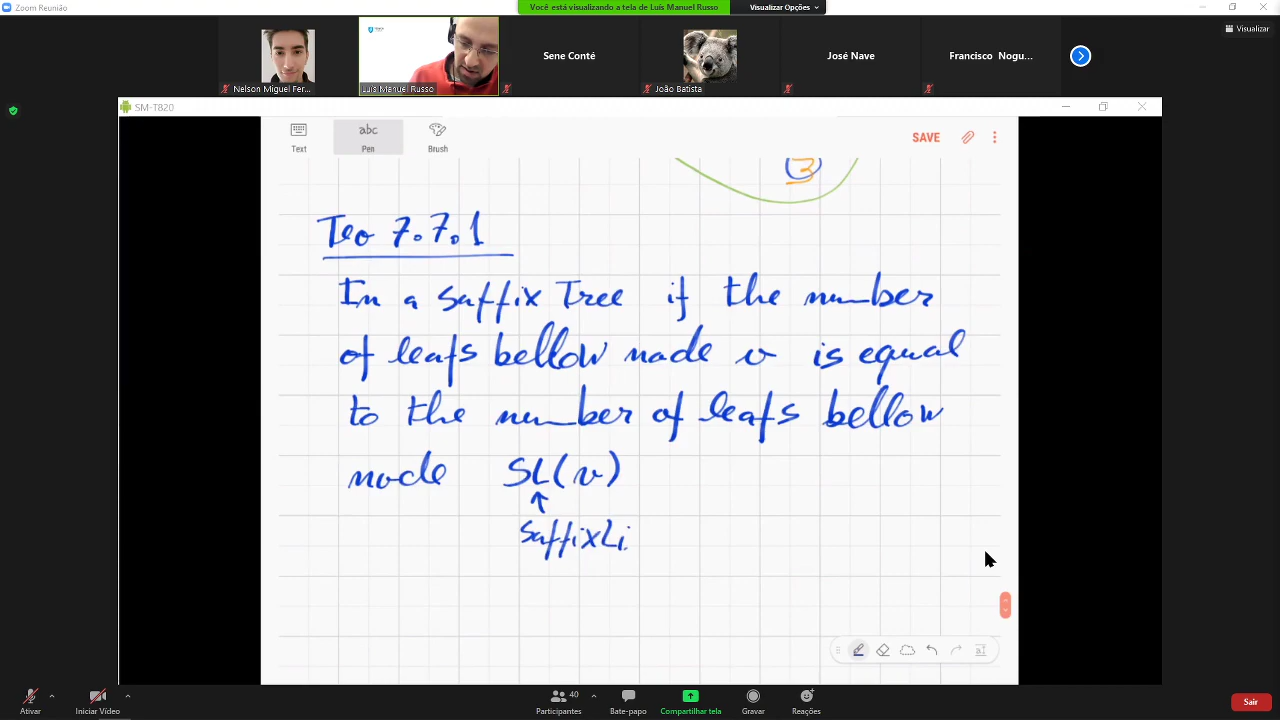 Zoom Reunião
Você está visualizando a tela de Luís Manuel Russo
Visualizar Opções
Visualizar
Nelson Miguel Fer...
Luís Manuel Russo
Sene Conté
João Batista
José Nave
Francisco Nogu...
SM-T820
Text
abc
Pen
Brush
SAVE
3
Teo 7.7.1
In a suffix Tree if the number
of leafs bellow node v is equal
to the number of leafs bellow
node SL(v)
suffixLi
Ativar
Iniciar Vídeo
40
Participantes
Bate-papo
Compartilhar tela
Gravar
Reações
Sair